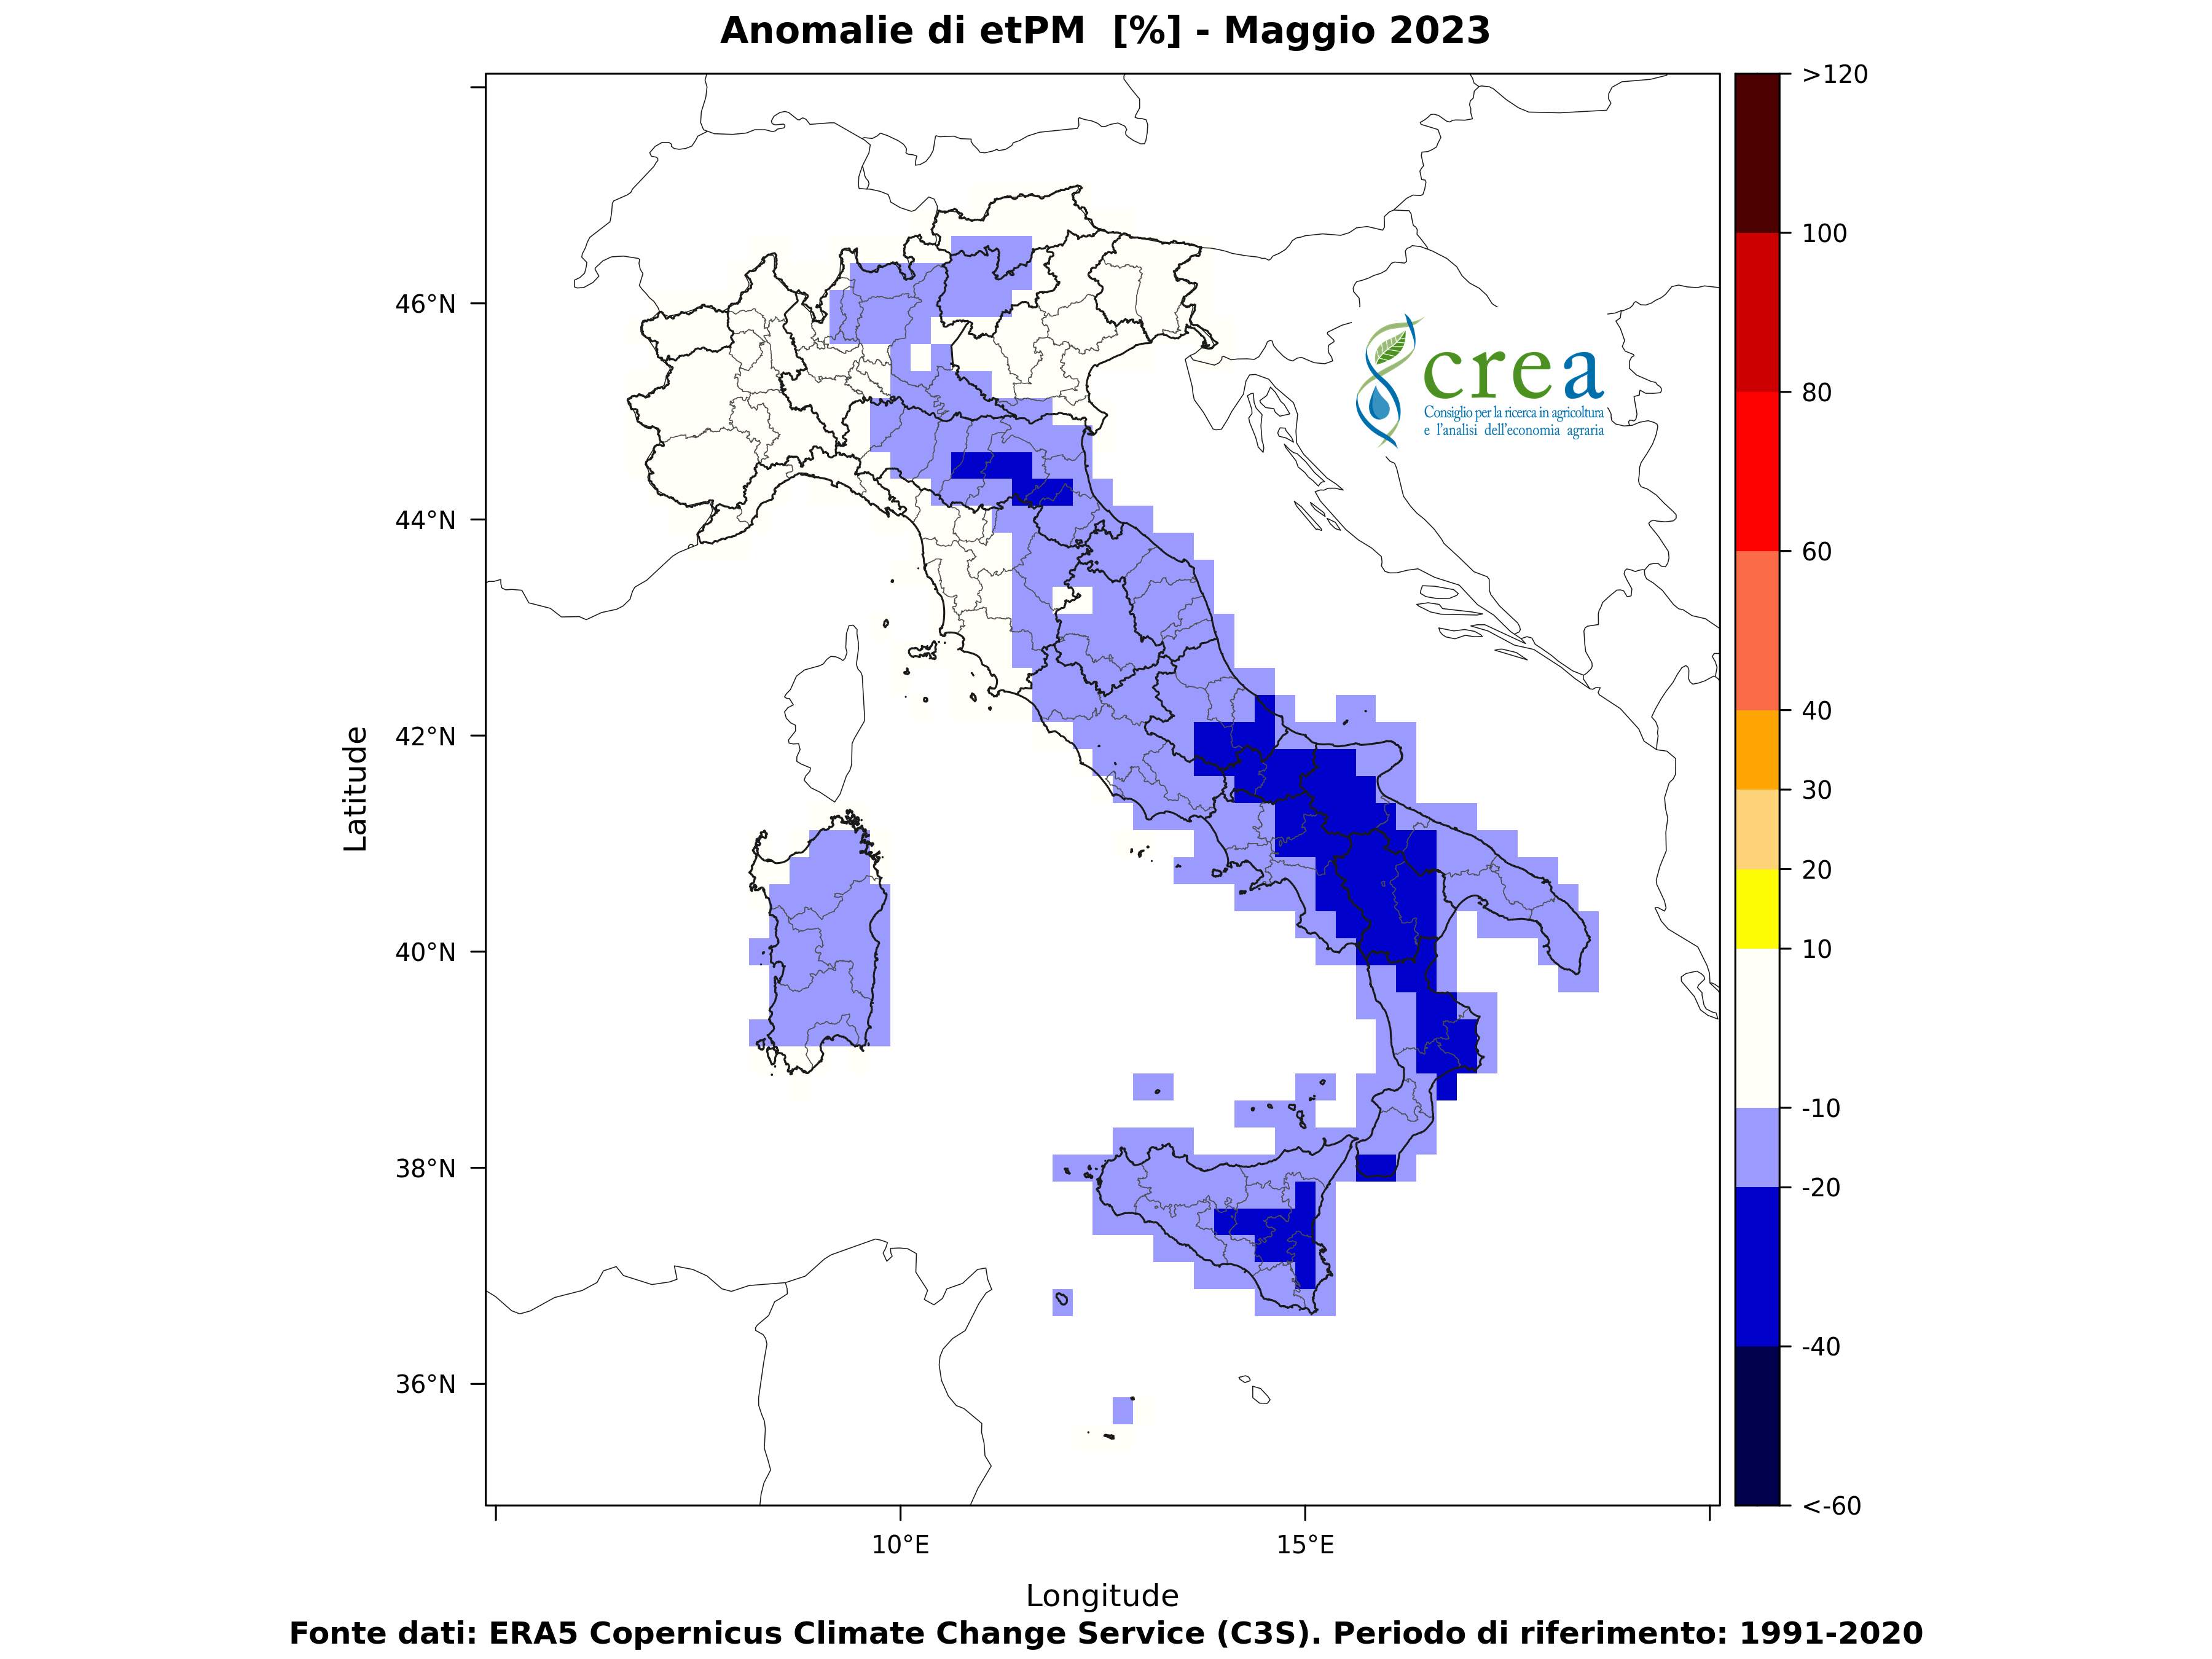 Anomalie di etPM [%] - Maggio 2023
>120
100
80
60
40
30
20
10
-10
-20
-40
<-60
46°N
44°N
42°N
40°N
38°N
36°N
Latitude
crea
Consiglio per la ricerca in agricoltura
e l'analisi dell'economia agraria
10°E
15°E
Longitude
Fonte dati: ERA5 Copernicus Climate Change Service (C3S). Periodo di riferimento: 1991-2020